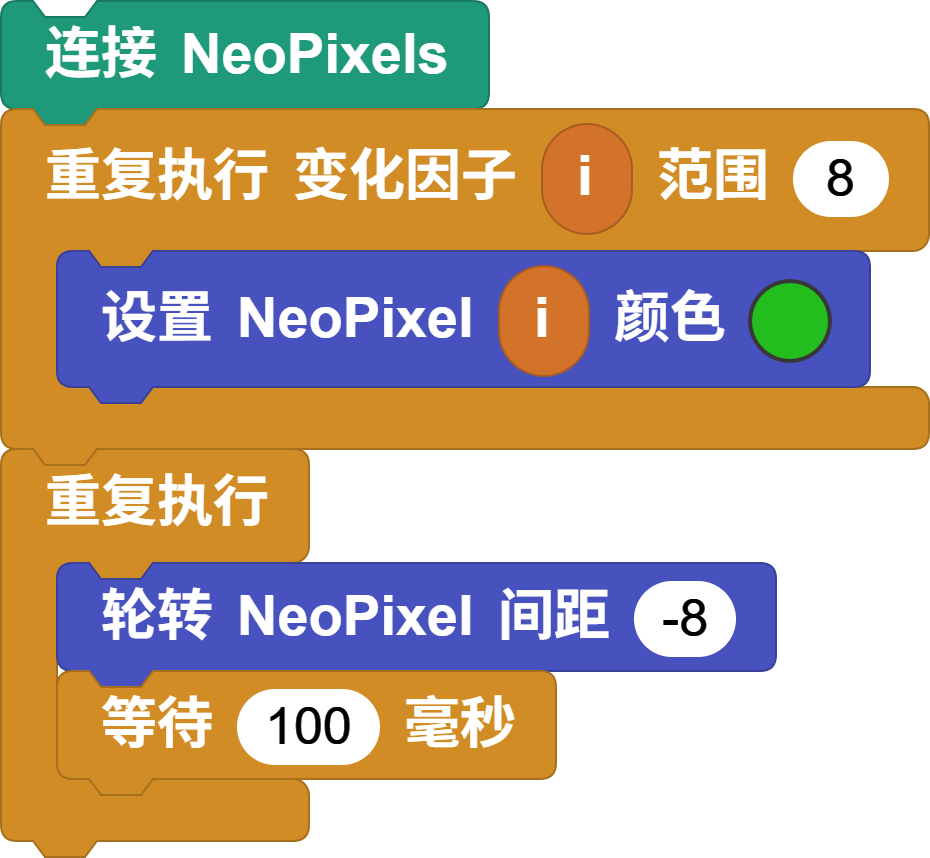 连接 NeoPixels
重复执行 变化因子 i 范围 8
设置 NeoPixel i 颜色
重复执行
轮转 NeoPixel 间距 -8
等待 100 毫秒